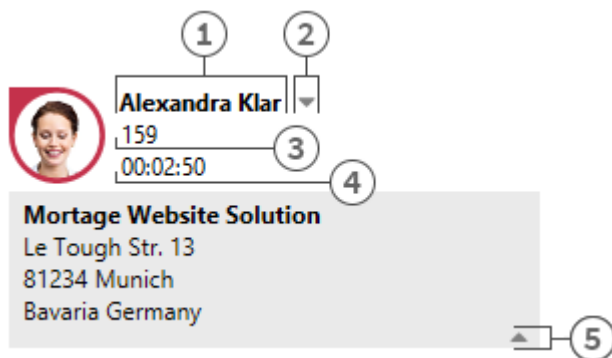 1 2
Alexandra Klar
159
3
00:02:50
4
Mortage Website Solution
Le Tough Str. 13
81234 Munich
Bavaria Germany
5